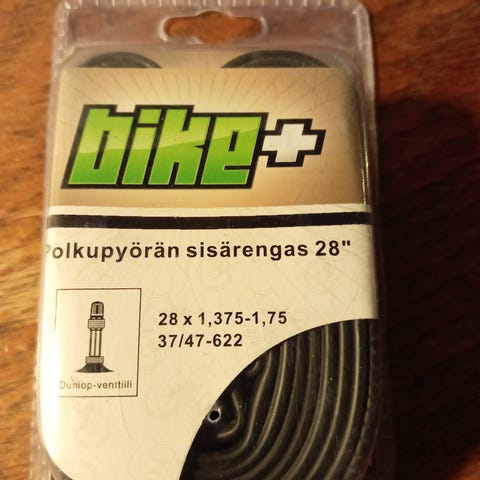 bike+
Polkupyörän sisärengas 28"
28 x 1,375-1,75
37/47-622
Dunlop-venttiili